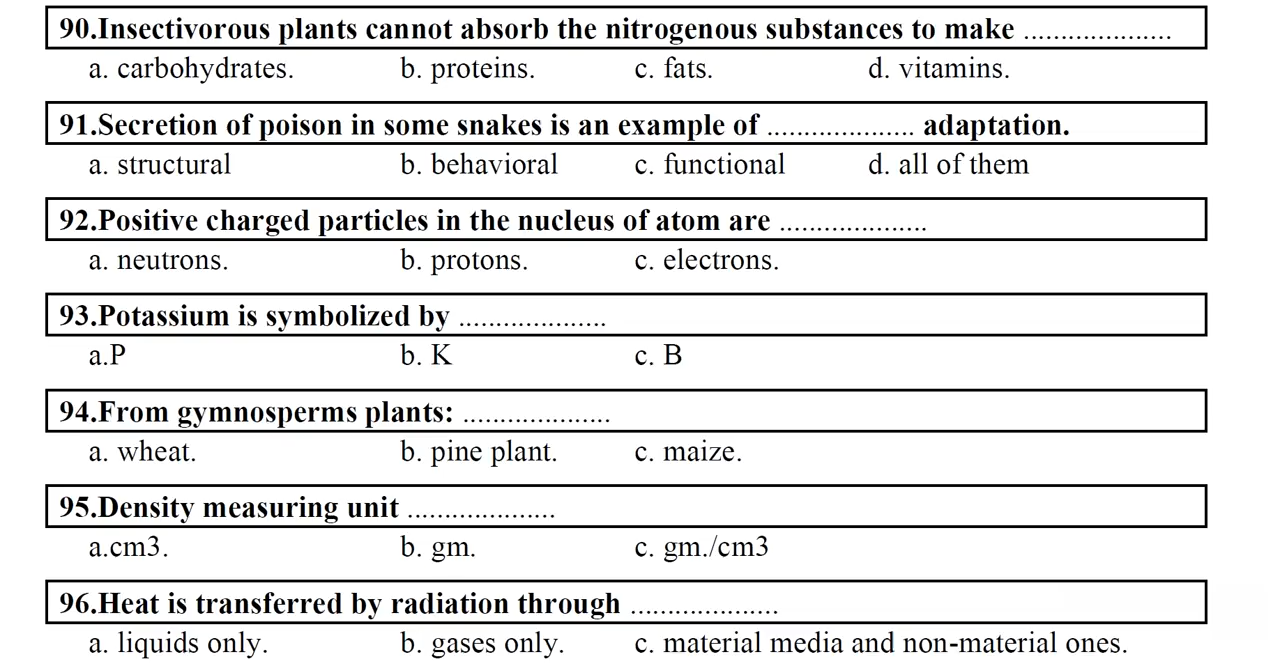 90.Insectivorous plants cannot absorb the nitrogenous substances to make ....................
a. carbohydrates. b. proteins. c. fats. d. vitamins.
91.Secretion of poison in some snakes is an example of .................... adaptation.
a. structural b. behavioral c. functional d. all of them
92.Positive charged particles in the nucleus of atom are ....................
a. neutrons. b. protons. c. electrons.
93.Potassium is symbolized by ....................
a.P b. K c. B
94.From gymnosperms plants: ....................
a. wheat. b. pine plant. c. maize.
95.Density measuring unit ....................
a.cm3. b. gm. c. gm./cm3
96.Heat is transferred by radiation through ....................
a. liquids only. b. gases only. c. material media and non-material ones.